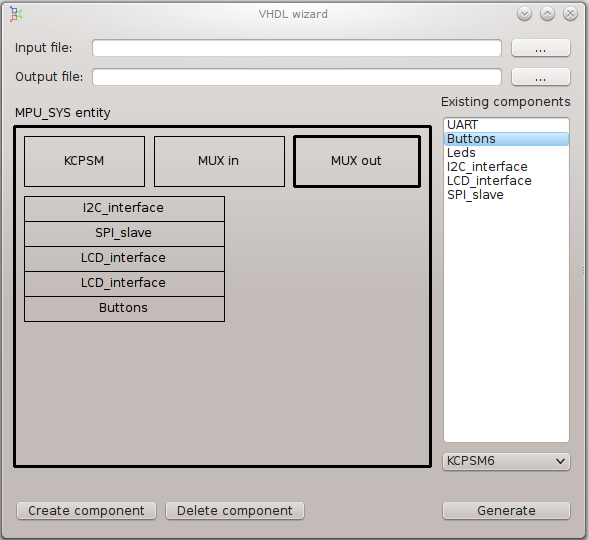 VHDL wizard
Input file:
...
Output file:
...
MPU_SYS entity
Existing components
KCPSM
MUX in
MUX out
I2C_interface
SPI_slave
LCD_interface
LCD_interface
Buttons
UART
Buttons
Leds
I2C_interface
LCD_interface
SPI_slave
KCPSM6
Create component
Delete component
Generate